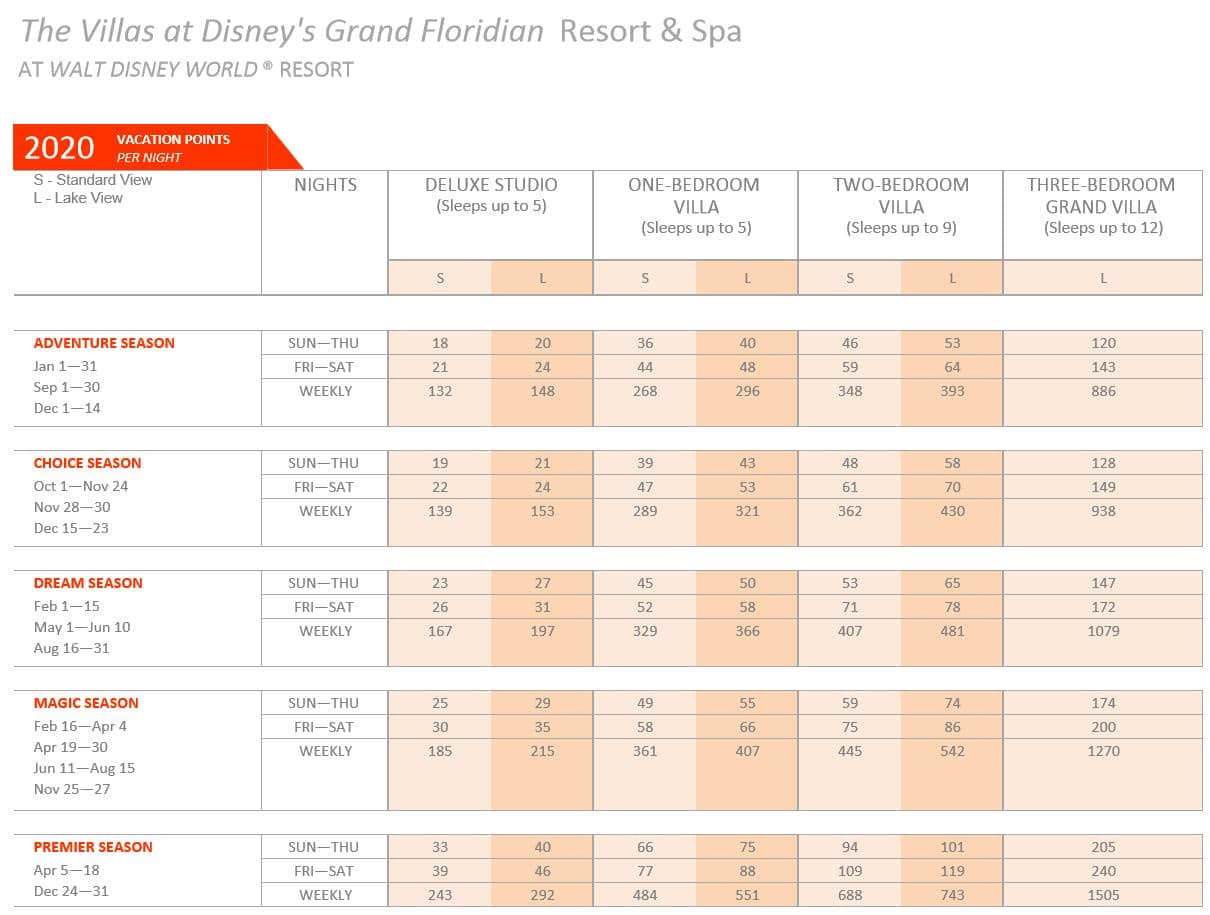 The Villas at Disney's Grand Floridian Resort & Spa
AT WALT DISNEY WORLD ® RESORT
2020 VACATION POINTS
PER NIGHT
S - Standard View
L - Lake View
NIGHTS
DELUXE STUDIO
(Sleeps up to 5)
ONE-BEDROOM
VILLA
(Sleeps up to 5)
TWO-BEDROOM
VILLA
(Sleeps up to 9)
THREE-BEDROOM
GRAND VILLA
(Sleeps up to 12)
S L S L S L L
ADVENTURE SEASON SUN—THU 18 20 36 40 46 53 120
Jan 1—31 FRI—SAT 21 24 44 48 59 64 143
Sep 1—30 WEEKLY 132 148 268 296 348 393 886
Dec 1—14
CHOICE SEASON SUN—THU 19 21 39 43 48 58 128
Oct 1—Nov 24 FRI—SAT 22 24 47 53 61 70 149
Nov 28—30 WEEKLY 139 153 289 321 362 430 938
Dec 15—23
DREAM SEASON SUN—THU 23 27 45 50 53 65 147
Feb 1—15 FRI—SAT 26 31 52 58 71 78 172
May 1—Jun 10 WEEKLY 167 197 329 366 407 481 1079
Aug 16—31
MAGIC SEASON SUN—THU 25 29 49 55 59 74 174
Feb 16—Apr 4 FRI—SAT 30 35 58 66 75 86 200
Apr 19—30 WEEKLY 185 215 361 407 445 542 1270
Jun 11—Aug 15
Nov 25—27
PREMIER SEASON SUN—THU 33 40 66 75 94 101 205
Apr 5—18 FRI—SAT 39 46 77 88 109 119 240
Dec 24—31 WEEKLY 243 292 484 551 688 743 1505